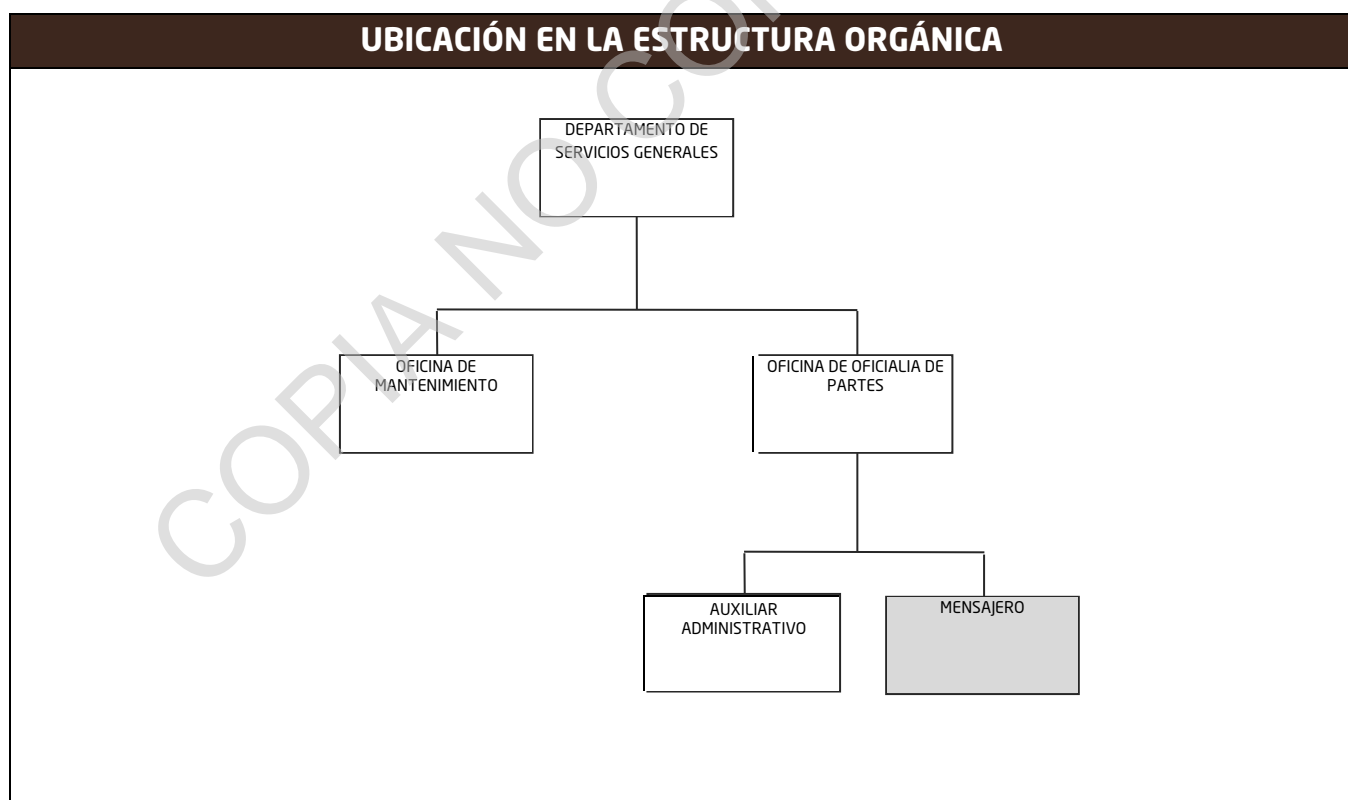 UBICACIÓN EN LA ESTRUCTURA ORGÁNICA
DEPARTAMENTO DE
SERVICIOS GENERALES
OFICINA DE
MANTENIMIENTO
OFICINA DE OFICIALIA DE
PARTES
AUXILIAR
ADMINISTRATIVO
MENSAJERO
COPIA NO